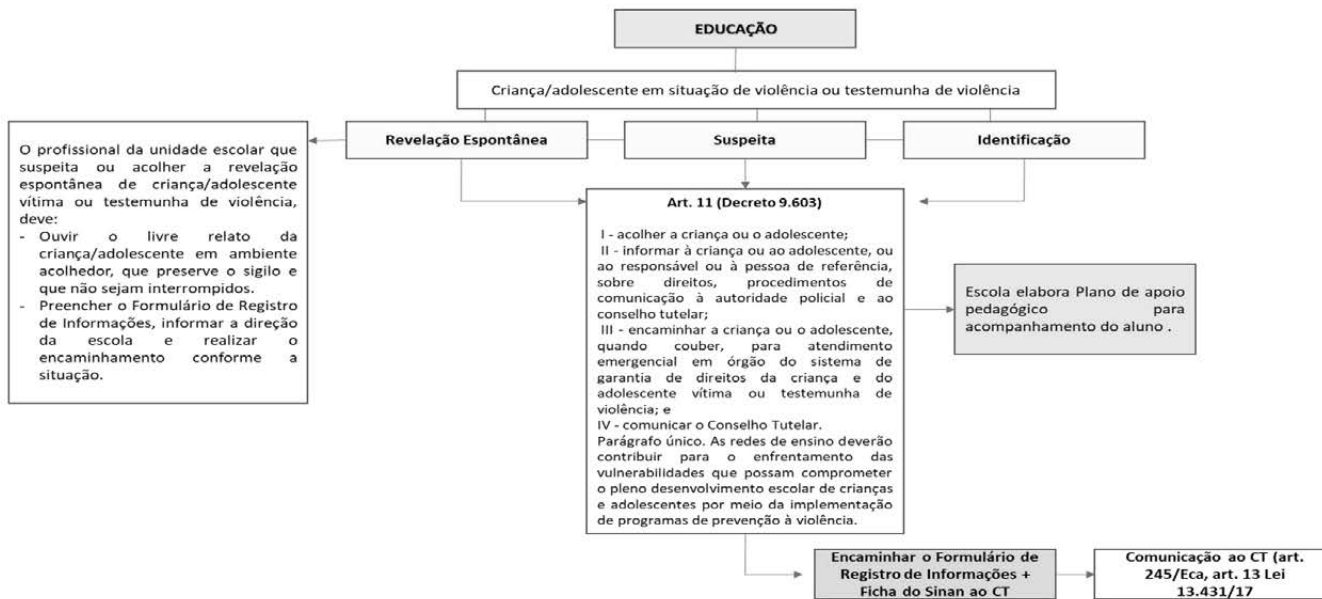 EDUCAÇÃO
Criança/adolescente em situação de violência ou testemunha de violência
Revelação Espontânea
Suspeita
Identificação
O profissional da unidade escolar que
suspeita ou acolher a revelação
espontânea de criança/adolescente
vítima ou testemunha de violência,
deve:
- Ouvir o livre relato da
criança/adolescente em ambiente
acolhedor, que preserve o sigilo e
que não sejam interrompidos.
- Preencher o Formulário de Registro
de Informações, informar a direção
da escola e realizar o
encaminhamento conforme a
situação.
Art. 11 (Decreto 9.603)
I - acolher a criança ou o adolescente;
II - informar à criança ou ao adolescente, ou
ao responsável ou à pessoa de referência,
sobre direitos, procedimentos de
comunicação à autoridade policial e ao
conselho tutelar;
III - encaminhar a criança ou o adolescente,
quando couber, para atendimento
emergencial em órgão do sistema de
garantia de direitos da criança e do
adolescente vítima ou testemunha de
violência; e
IV - comunicar o Conselho Tutelar.
Parágrafo único. As redes de ensino deverão
contribuir para o enfrentamento das
vulnerabilidades que possam comprometer
o pleno desenvolvimento escolar de crianças
e adolescentes por meio da implementação
de programas de prevenção à violência.
Escola elabora Plano de apoio
pedagógico para
acompanhamento do aluno .
Encaminhar o Formulário de
Registro de Informações +
Ficha do Sinan ao CT
Comunicação ao CT (art.
245/Eca, art. 13 Lei
13.431/17